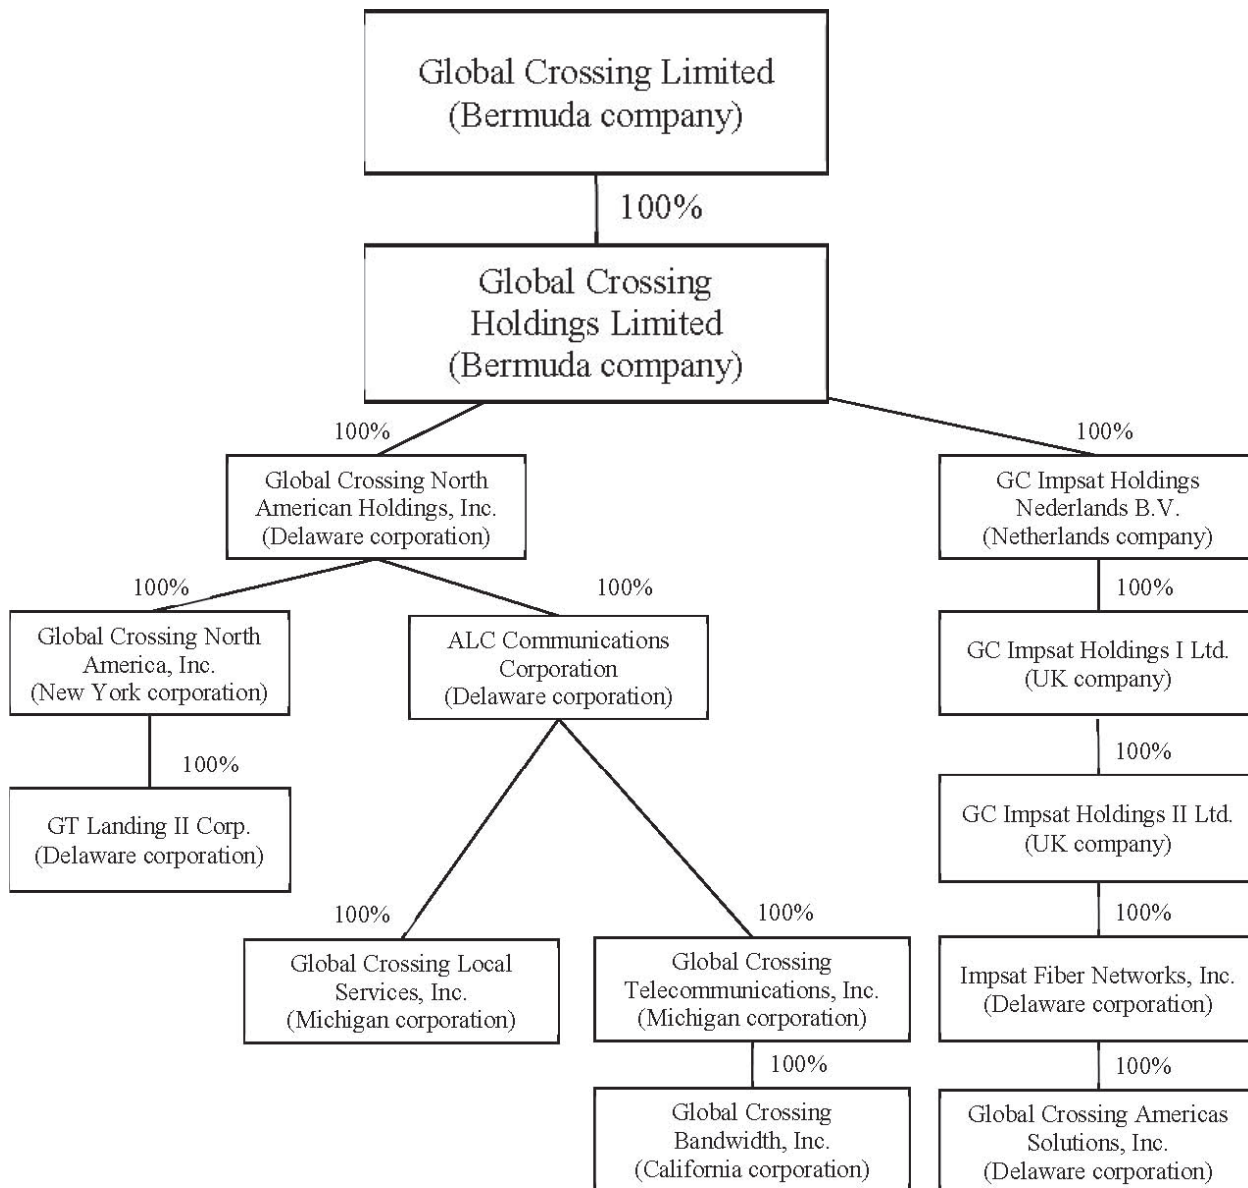 Global Crossing Limited
(Bermuda company)
100%
Global Crossing
Holdings Limited
(Bermuda company)
100%
100%
Global Crossing North
American Holdings, Inc.
(Delaware corporation)
GC Impsat Holdings
Nederlands B.V.
(Netherlands company)
100%
100%
100%
Global Crossing North
America, Inc.
(New York corporation)
ALC Communications
Corporation
(Delaware corporation)
GC Impsat Holdings I Ltd.
(UK company)
100%
100%
GT Landing II Corp.
(Delaware corporation)
GC Impsat Holdings II Ltd.
(UK company)
100%
100%
100%
Global Crossing Local
Services, Inc.
(Michigan corporation)
Global Crossing
Telecommunications, Inc.
(Michigan corporation)
Impsat Fiber Networks, Inc.
(Delaware corporation)
100%
100%
Global Crossing
Bandwidth, Inc.
(California corporation)
Global Crossing Americas
Solutions, Inc.
(Delaware corporation)